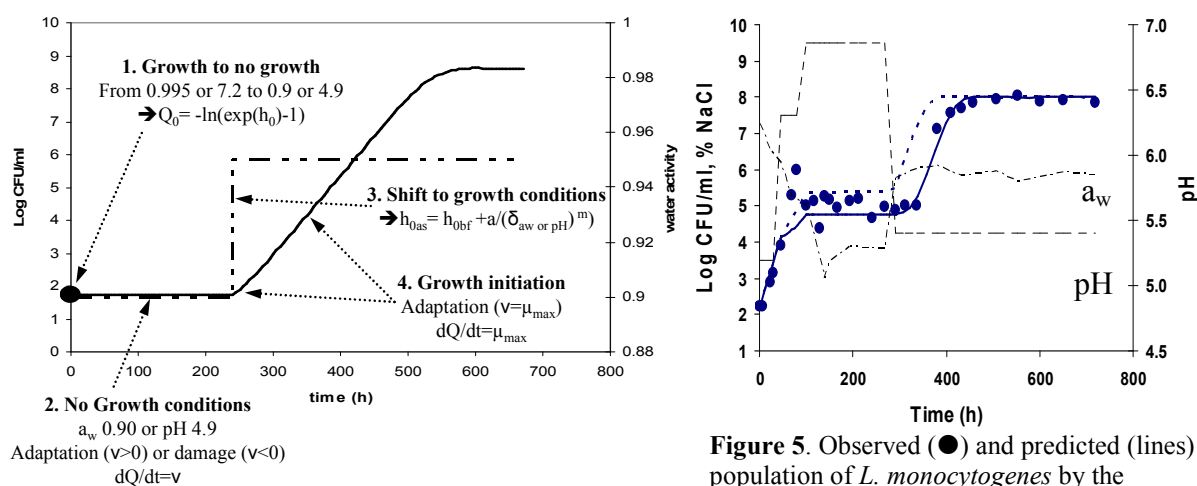 10
9
8
7
6
5
4
3
2
1
0
Log CFU/ml
1. Growth to no growth
From 0.995 or 7.2 to 0.9 or 4.9
➔Q₀= -ln(exp(h₀)-1)
3. Shift to growth conditions
➔ h₀ₐₛ= h₀bf +a/(δaw or pH)ᵐ)
4. Growth initiation
Adaptation (v=μmax)
dQ/dt=μmax
1
0.98
0.96
0.94
0.92
0.9
0.88
water activity
0 100 200 300 400 500 600 700 800
time (h)
2. No Growth conditions
aw 0.90 or pH 4.9
Adaptation (v>0) or damage (v<0)
dQ/dt=v
10
9
8
7
6
5
4
3
2
1
Log CFU/ml, % NaCl
aw
pH
7.0
6.5
6.0
5.5
5.0
4.5
pH
0 200 400 600 800
Time (h)
Figure 5. Observed (●) and predicted (lines)
population of L. monocytogenes by the